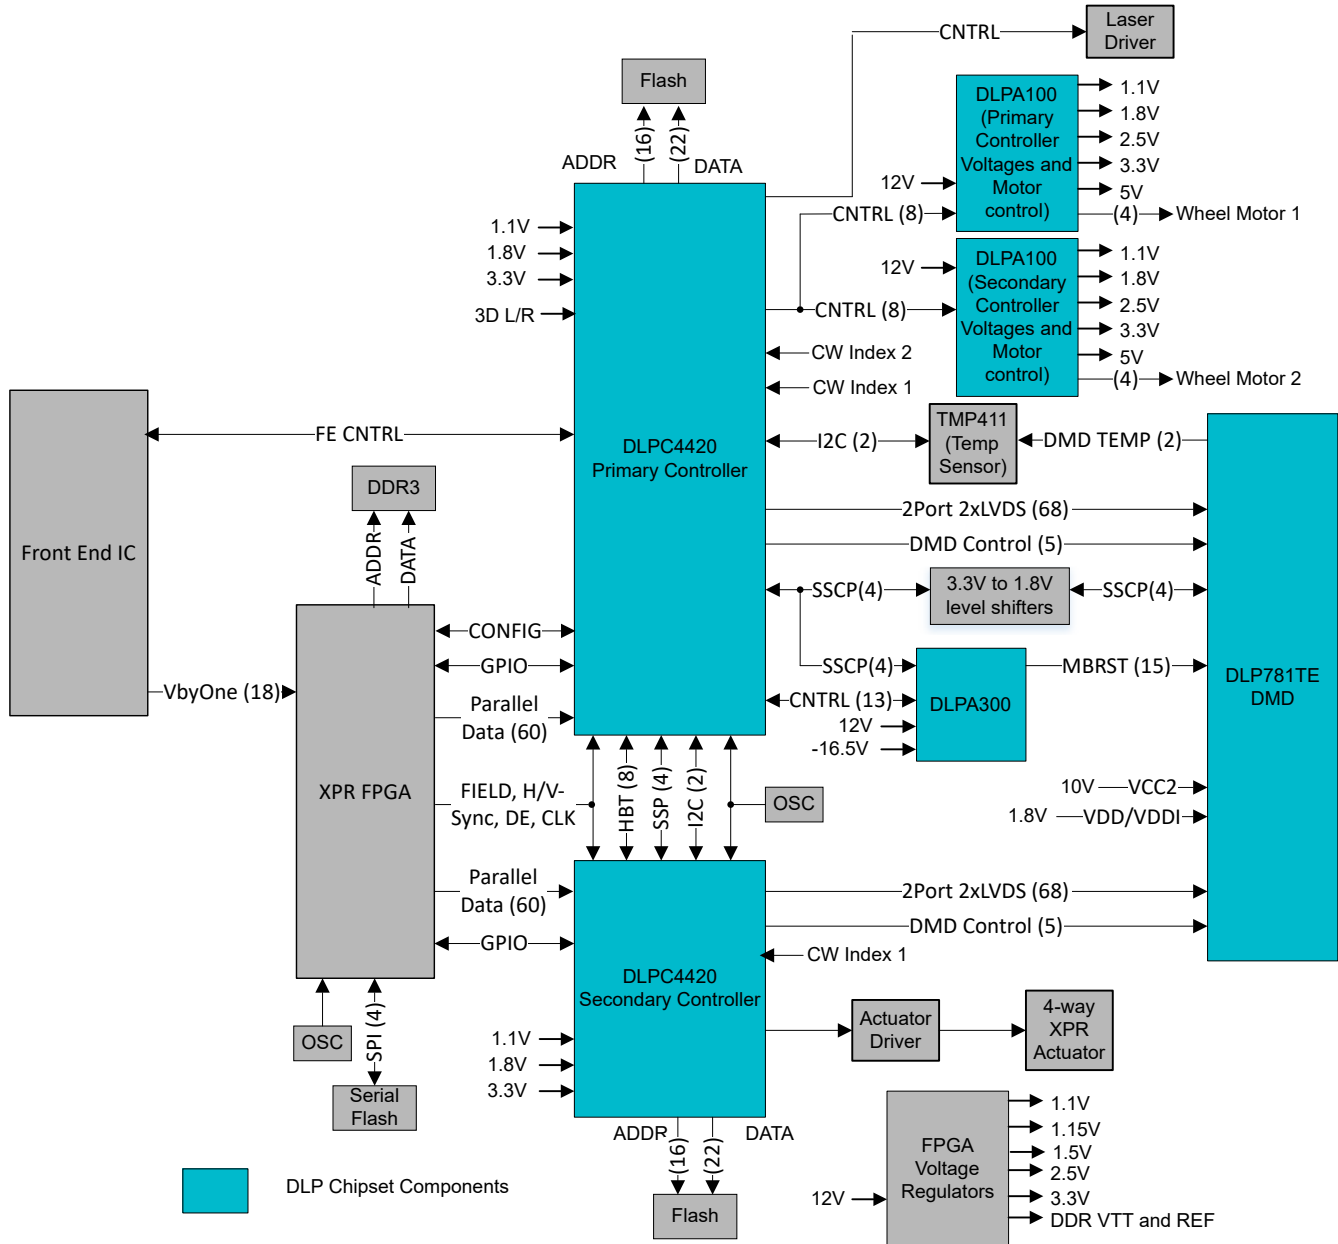 CNTRL
Laser
Driver
Flash
(16)
(22)
ADDR
DATA
DLPA100
(Primary
Controller
Voltages and
Motor
control)
1.1V
1.8V
2.5V
3.3V
5V
(4)
Wheel Motor 1
12V
CNTRL (8)
1.1V
1.8V
3.3V
3D L/R
DLPA100
(Secondary
Controller
Voltages and
Motor
control)
1.1V
1.8V
2.5V
3.3V
5V
(4)
Wheel Motor 2
12V
CNTRL (8)
CW Index 2
CW Index 1
FE CNTRL
DLPC4420
Primary Controller
I2C (2)
TMP411
(Temp
Sensor)
DMD TEMP (2)
DDR3
ADDR
DATA
Front End IC
2Port 2xLVDS (68)
DMD Control (5)
SSCP(4)
3.3V to 1.8V
level shifters
SSCP(4)
CONFIG
GPIO
SSCP(4)
MBRST (15)
DLP781TE
DMD
VbyOne (18)
Parallel
Data (60)
CNTRL (13)
DLPA300
12V
-16.5V
XPR FPGA
FIELD, H/V-
Sync, DE, CLK
HBT (8)
SSP (4)
I2C (2)
OSC
10V
VCC2
1.8V
VDD/VDDI
Parallel
Data (60)
2Port 2xLVDS (68)
GPIO
DMD Control (5)
CW Index 1
DLPC4420
Secondary Controller
OSC
SPI (4)
Serial
Flash
1.1V
1.8V
3.3V
Actuator
Driver
4-way
XPR
Actuator
ADDR
(16)
(22)
DATA
Flash
FPGA
Voltage
Regulators
12V
1.1V
1.15V
1.5V
2.5V
3.3V
DDR VTT and REF
DLP Chipset Components